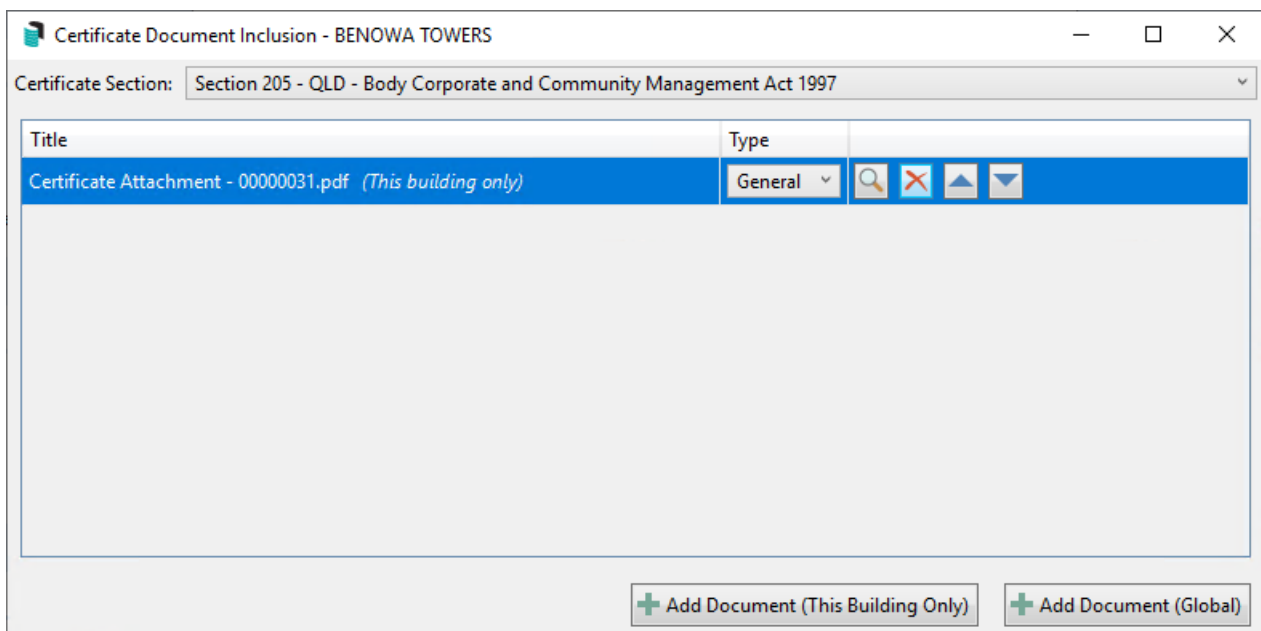 Certificate Document Inclusion - BENOWA TOWERS
Certificate Section: Section 205 - QLD - Body Corporate and Community Management Act 1997
Title Type
Certificate Attachment - 00000031.pdf (This building only) General
Add Document (This Building Only) Add Document (Global)